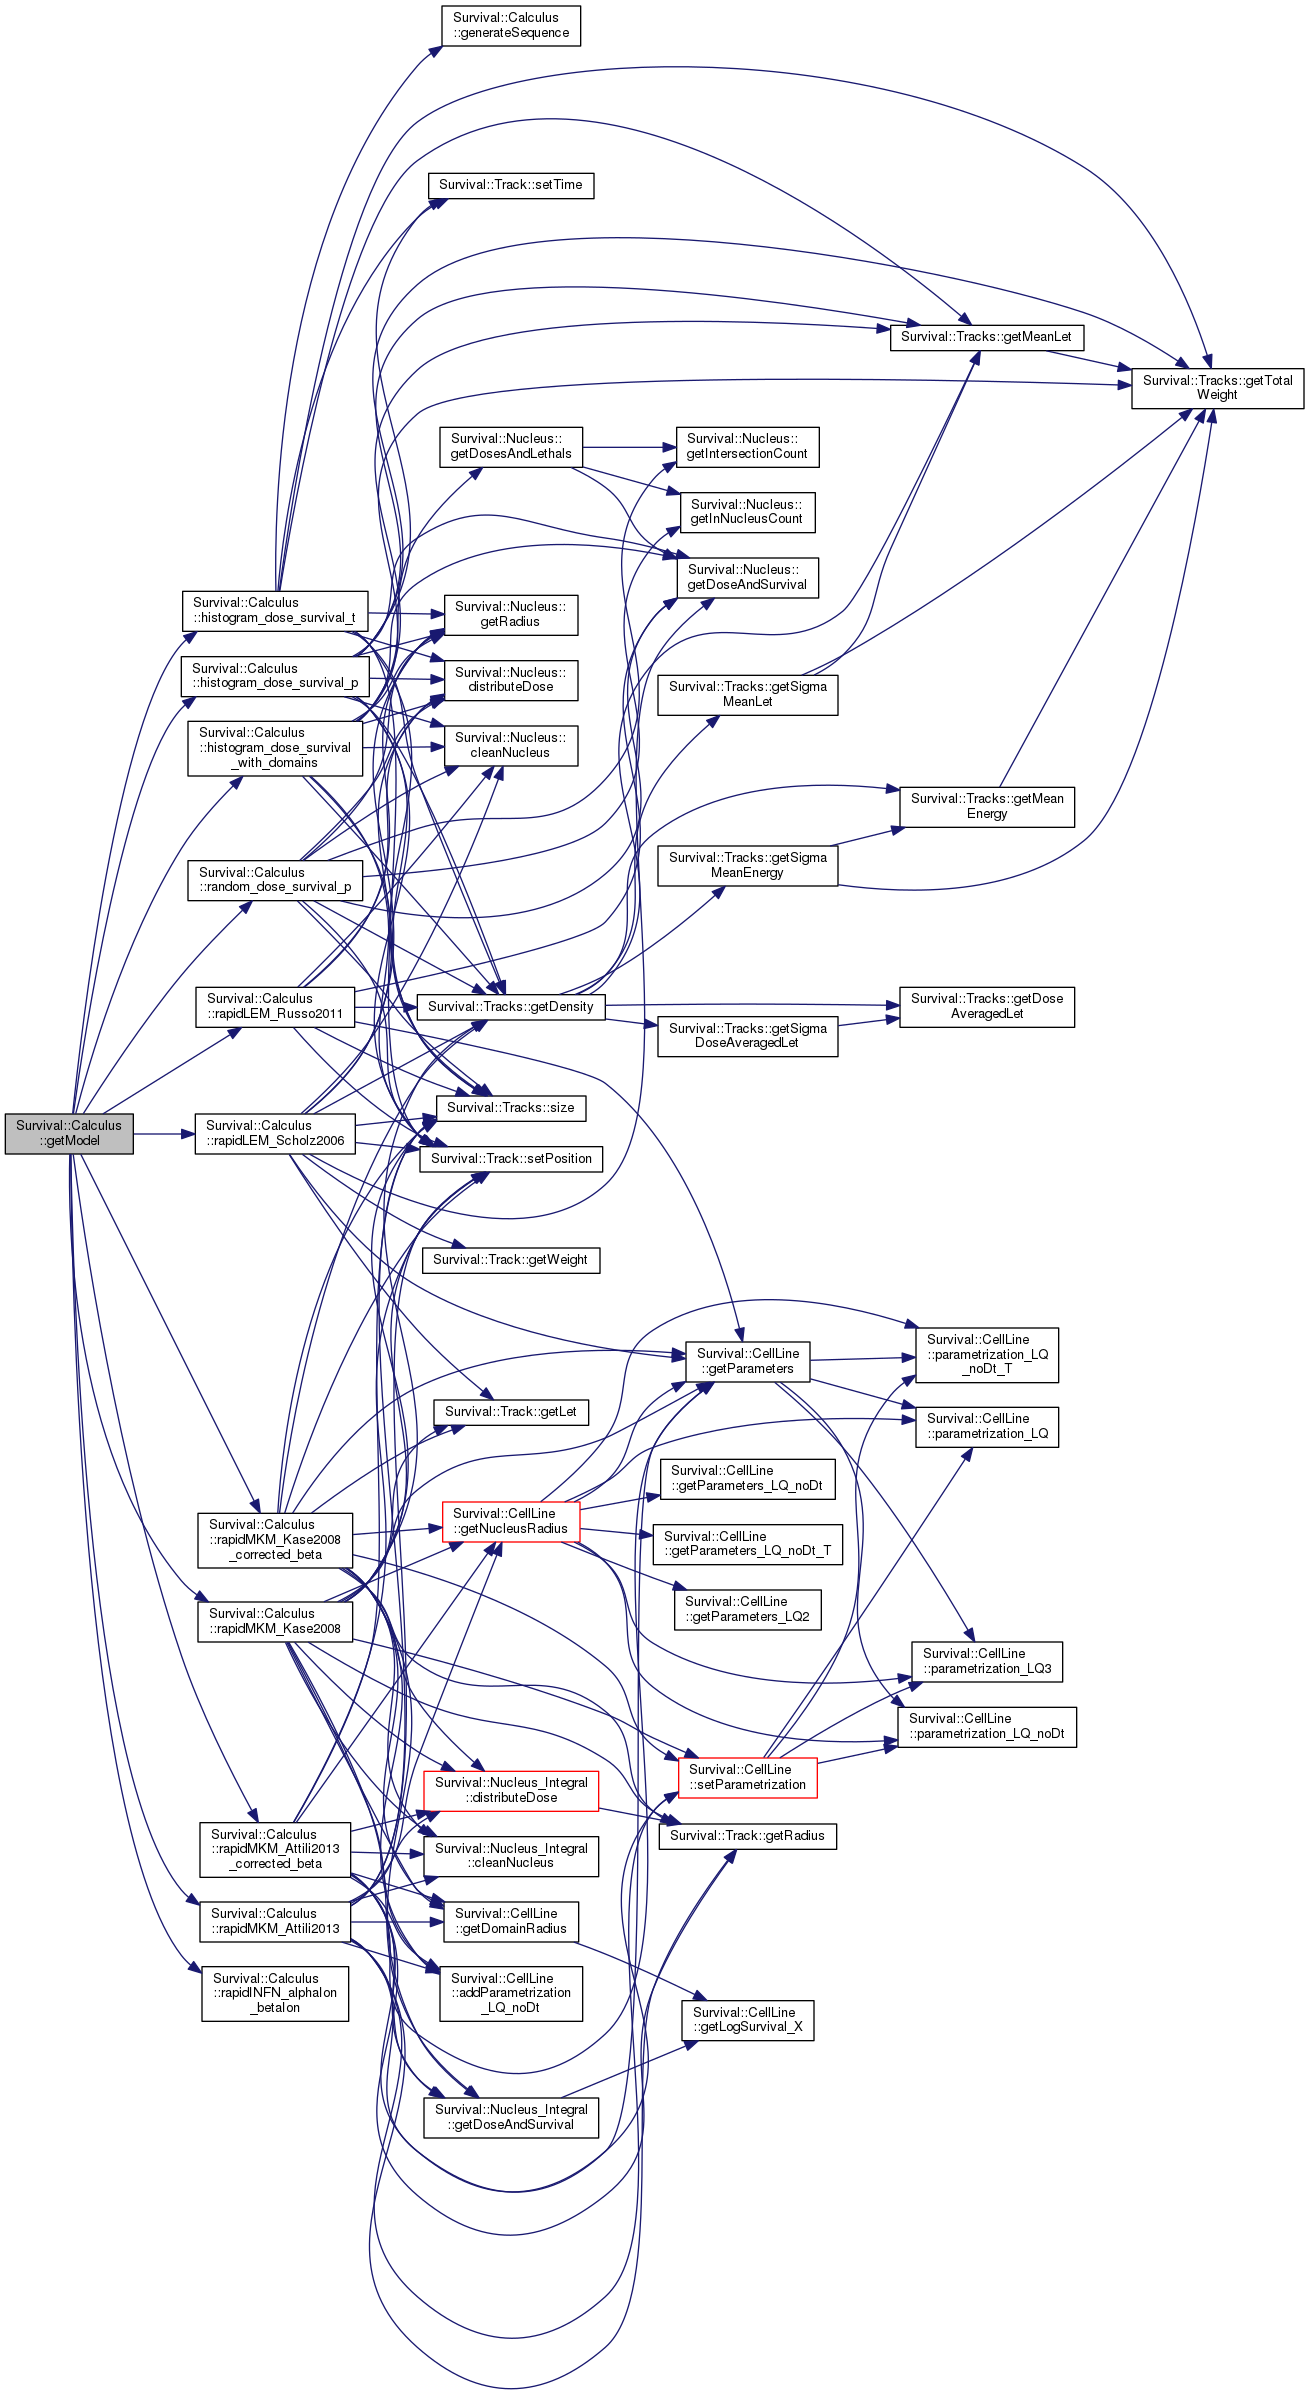 Survival::Calculus
::generateSequence
Survival::Track::setTime
Survival::Tracks::getMeanLet
Survival::Tracks::getTotal
Weight
Survival::Nucleus::
getDosesAndLethals
Survival::Nucleus::
getIntersectionCount
Survival::Nucleus::
getInNucleusCount
Survival::Nucleus::
getDoseAndSurvival
Survival::Calculus
::histogram_dose_survival_t
Survival::Nucleus::
getRadius
Survival::Calculus
::histogram_dose_survival_p
Survival::Nucleus::
distributeDose
Survival::Tracks::getSigma
MeanLet
Survival::Calculus
::histogram_dose_survival
_with_domains
Survival::Nucleus::
cleanNucleus
Survival::Tracks::getMean
Energy
Survival::Tracks::getSigma
MeanEnergy
Survival::Calculus
::random_dose_survival_p
Survival::Calculus
::rapidLEM_Russo2011
Survival::Tracks::getDensity
Survival::Tracks::getDose
AveragedLet
Survival::Tracks::getSigma
DoseAveragedLet
Survival::Tracks::size
Survival::Calculus
::getModel
Survival::Calculus
::rapidLEM_Scholz2006
Survival::Track::setPosition
Survival::Track::getWeight
Survival::CellLine
::getParameters
Survival::CellLine
::parametrization_LQ
_noDt_T
Survival::Track::getLet
Survival::CellLine
::parametrization_LQ
Survival::CellLine
::getParameters_LQ_noDt
Survival::Calculus
::rapidMKM_Kase2008
_corrected_beta
Survival::CellLine
::getNucleusRadius
Survival::CellLine
::getParameters_LQ_noDt_T
Survival::CellLine
::getParameters_LQ2
Survival::Calculus
::rapidMKM_Kase2008
Survival::CellLine
::parametrization_LQ3
Survival::CellLine
::parametrization_LQ_noDt
Survival::CellLine
::setParametrization
Survival::Nucleus_Integral
::distributeDose
Survival::Track::getRadius
Survival::Calculus
::rapidMKM_Attili2013
_corrected_beta
Survival::Nucleus_Integral
::cleanNucleus
Survival::Calculus
::rapidMKM_Attili2013
Survival::CellLine
::getDomainRadius
Survival::Calculus
::rapidINFN_alphaIon
_betaIon
Survival::CellLine
::addParametrization
_LQ_noDt
Survival::CellLine
::getLogSurvival_X
Survival::Nucleus_Integral
::getDoseAndSurvival